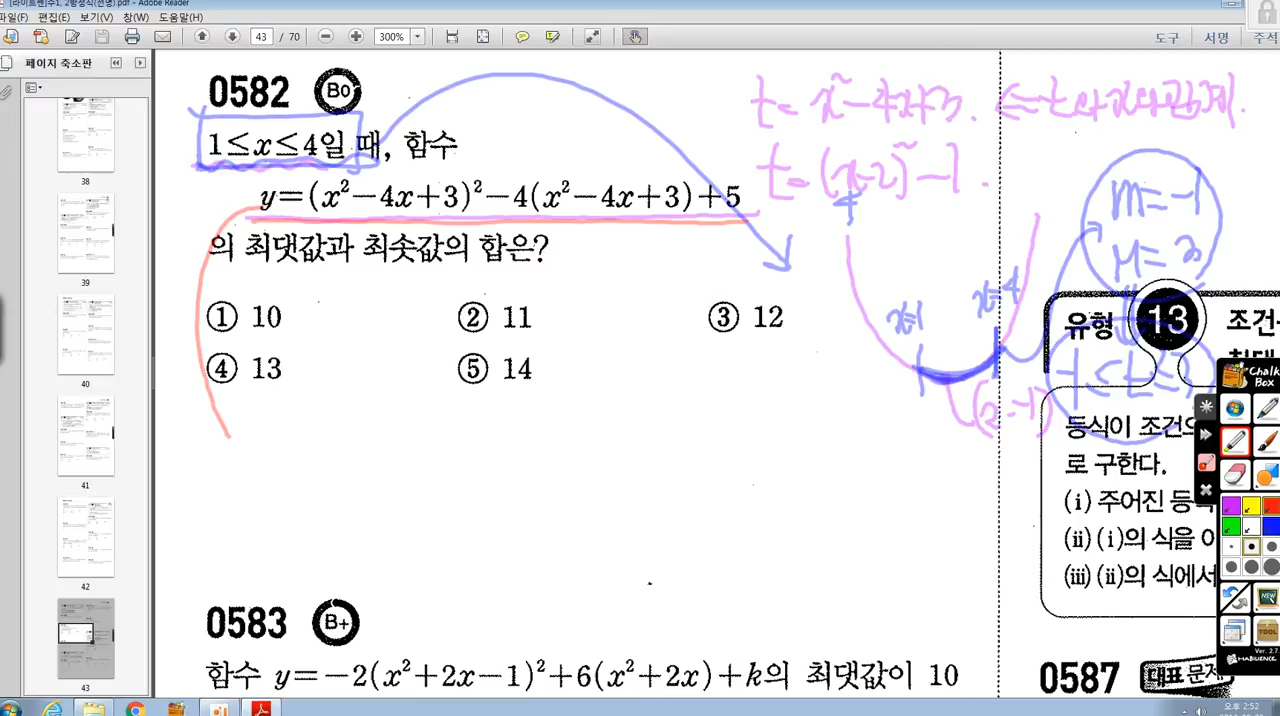 [라이트쎈]수1, 2방정식(선생).pdf - Adobe Reader
파일(F) 편집(E) 보기(V) 창(W) 도움말(H)
43 / 70 300% 도구 서명 주석
페이지 축소판
38
39
40
41
42
43
0582 B0
1≤x≤4일 때, 함수
y=(x²-4x+3)²-4(x²-4x+3)+5
의 최댓값과 최솟값의 합은?
① 10 ② 11 ③ 12
④ 13 ⑤ 14
t=(x-2)²-1
m=-1
M=3
x=1
x=4
(2, -1)
유형 13 조건
등식이 조건의
로 구한다.
(i) 주어진 등
(ii) (i)의 식을 이
(iii) (ii)의 식에서
0583 B+
함수 y=-2(x²+2x-1)²+6(x²+2x)+k의 최댓값이 10
0587 대표 문제
Chalk
Box
NEW
TOOL
Ver. 2.7
HABILIENCE
오후 2:52